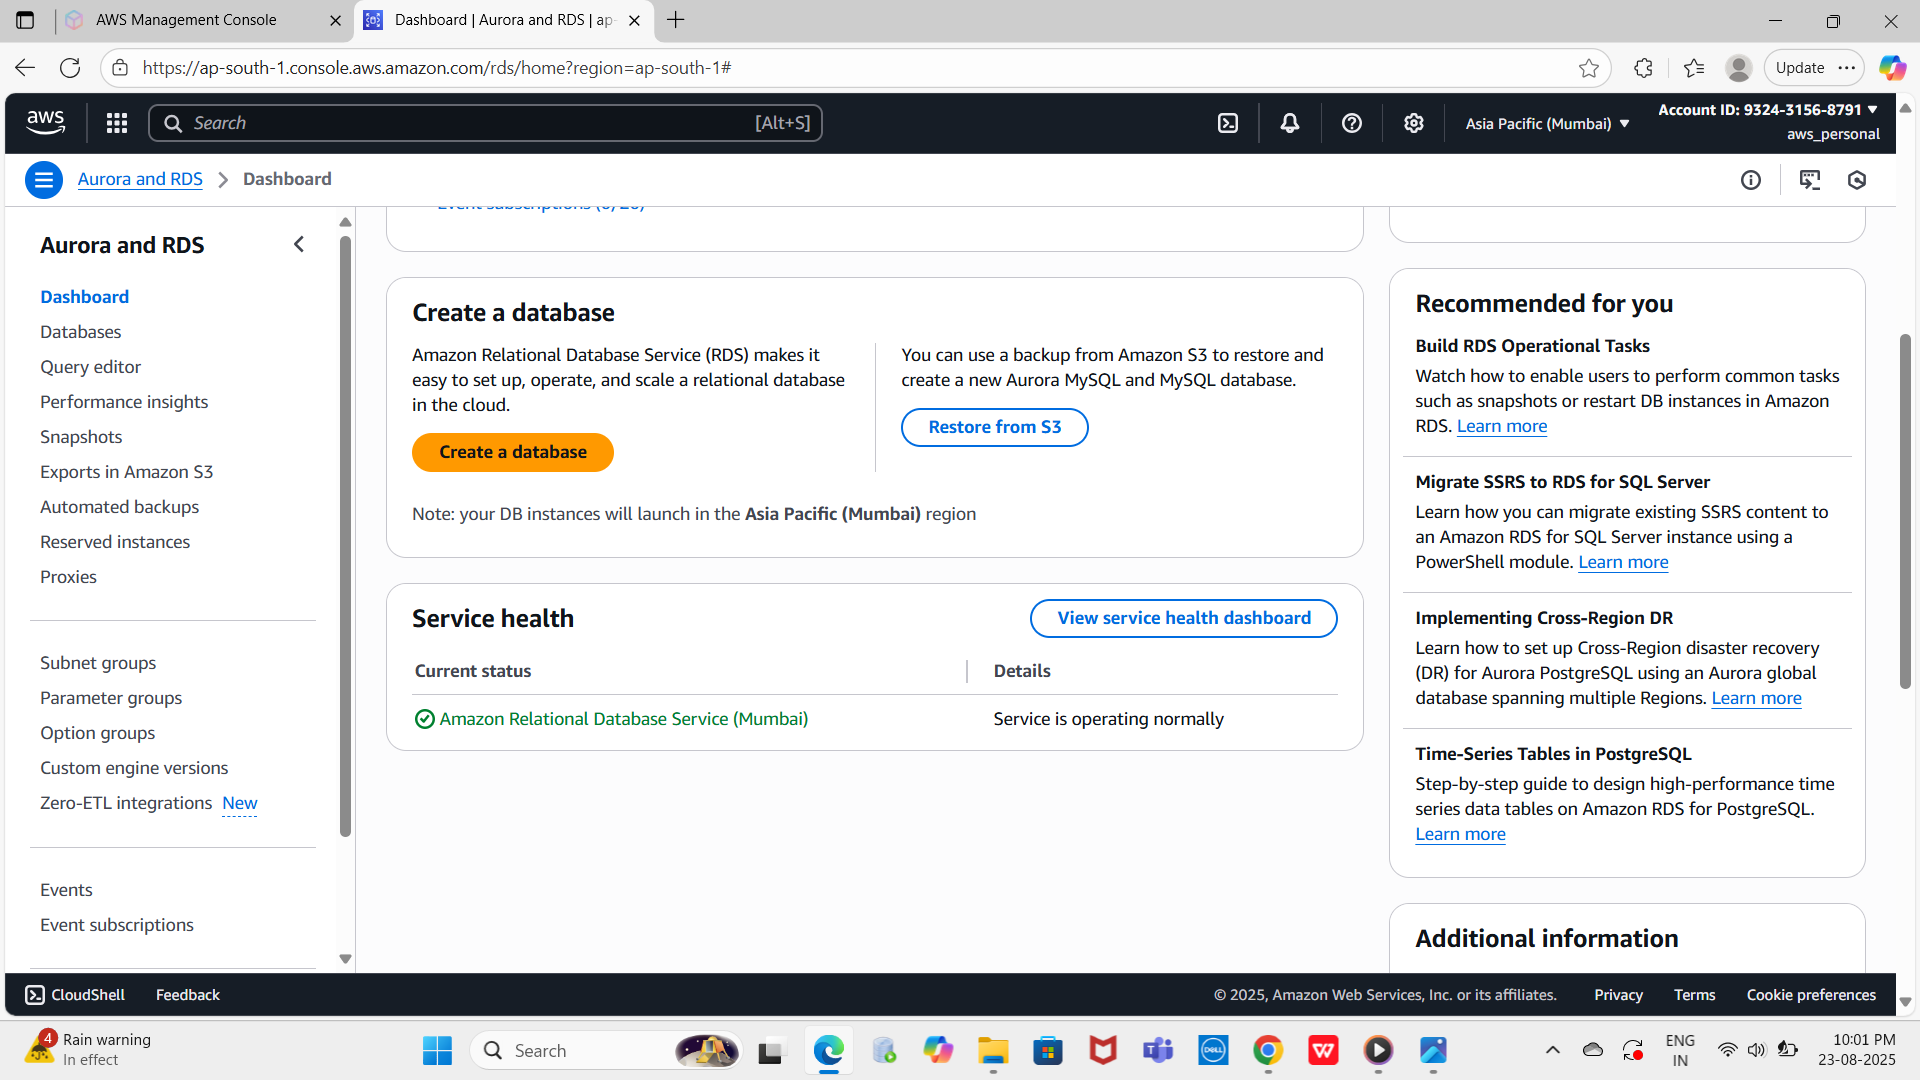 AWS Management Console
Dashboard | Aurora and RDS | ap-
https://ap-south-1.console.aws.amazon.com/rds/home?region=ap-south-1#
Update
aws
Search
[Alt+S]
Asia Pacific (Mumbai)
Account ID: 9324-3156-8791
aws_personal
Aurora and RDS
Dashboard
Aurora and RDS
Dashboard
Databases
Query editor
Performance insights
Snapshots
Exports in Amazon S3
Automated backups
Reserved instances
Proxies
Subnet groups
Parameter groups
Option groups
Custom engine versions
Zero-ETL integrations New
Events
Event subscriptions
Event subscriptions (0/20)
Create a database
Amazon Relational Database Service (RDS) makes it
easy to set up, operate, and scale a relational database
in the cloud.
Create a database
You can use a backup from Amazon S3 to restore and
create a new Aurora MySQL and MySQL database.
Restore from S3
Note: your DB instances will launch in the Asia Pacific (Mumbai) region
Service health
View service health dashboard
Current status
Details
Amazon Relational Database Service (Mumbai)
Service is operating normally
Recommended for you
Build RDS Operational Tasks
Watch how to enable users to perform common tasks
such as snapshots or restart DB instances in Amazon
RDS. Learn more
Migrate SSRS to RDS for SQL Server
Learn how you can migrate existing SSRS content to
an Amazon RDS for SQL Server instance using a
PowerShell module. Learn more
Implementing Cross-Region DR
Learn how to set up Cross-Region disaster recovery
(DR) for Aurora PostgreSQL using an Aurora global
database spanning multiple Regions. Learn more
Time-Series Tables in PostgreSQL
Step-by-step guide to design high-performance time
series data tables on Amazon RDS for PostgreSQL.
Learn more
Additional information
CloudShell
Feedback
© 2025, Amazon Web Services, Inc. or its affiliates.
Privacy
Terms
Cookie preferences
4
Rain warning
In effect
Search
DELL
ENG
IN
10:01 PM
23-08-2025